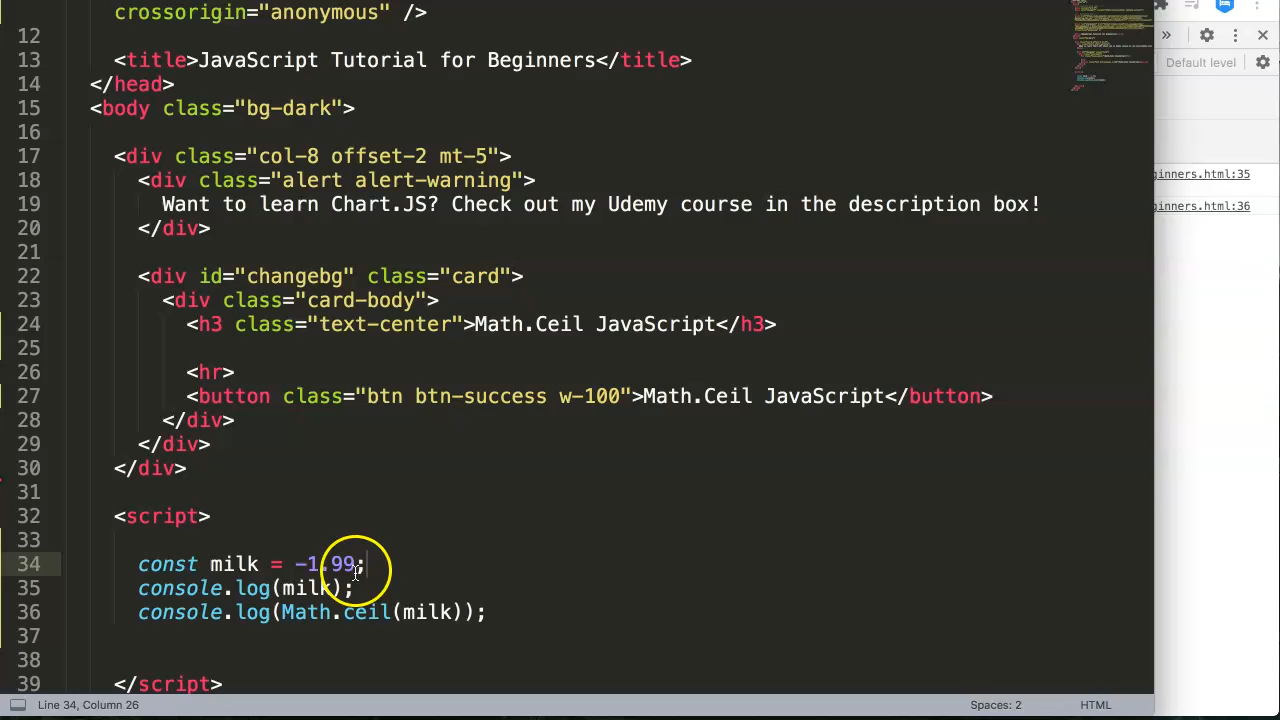 crossorigin="anonymous" />
12
13 <title>JavaScript Tutorial for Beginners</title>
14 </head>
15 <body class="bg-dark">
16
17 <div class="col-8 offset-2 mt-5">
18 <div class="alert alert-warning">
19 Want to learn Chart.JS? Check out my Udemy course in the description box!
20 </div>
21
22 <div id="changebg" class="card">
23 <div class="card-body">
24 <h3 class="text-center">Math.Ceil JavaScript</h3>
25
26 <hr>
27 <button class="btn btn-success w-100">Math.Ceil JavaScript</button>
28 </div>
29 </div>
30 </div>
31
32 <script>
33
34 const milk = -1.99;
35 console.log(milk);
36 console.log(Math.ceil(milk));
37
38
39 </script>
Line 34, Column 26
Spaces: 2
HTML
Default level
ginners.html:35
ginners.html:36